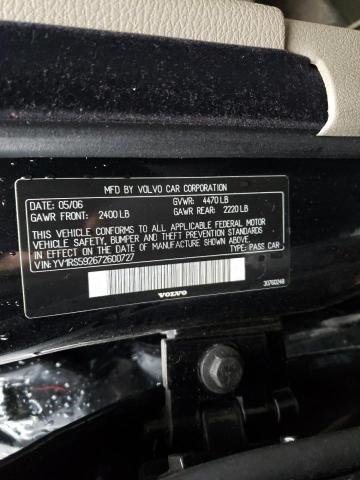 MFD BY VOLVO CAR CORPORATION
DATE: 05/06 GVWR: 4470 LB
GAWR FRONT: 2400 LB GAWR REAR: 2220 LB
THIS VEHICLE CONFORMS TO ALL APPLICABLE FEDERAL MOTOR
VEHICLE SAFETY, BUMPER AND THEFT PREVENTION STANDARDS
IN EFFECT ON THE DATE OF MANUFACTURE SHOWN ABOVE.
VIN: YV1RS592672600727 TYPE: PASS CAR
VOLVO 30760248